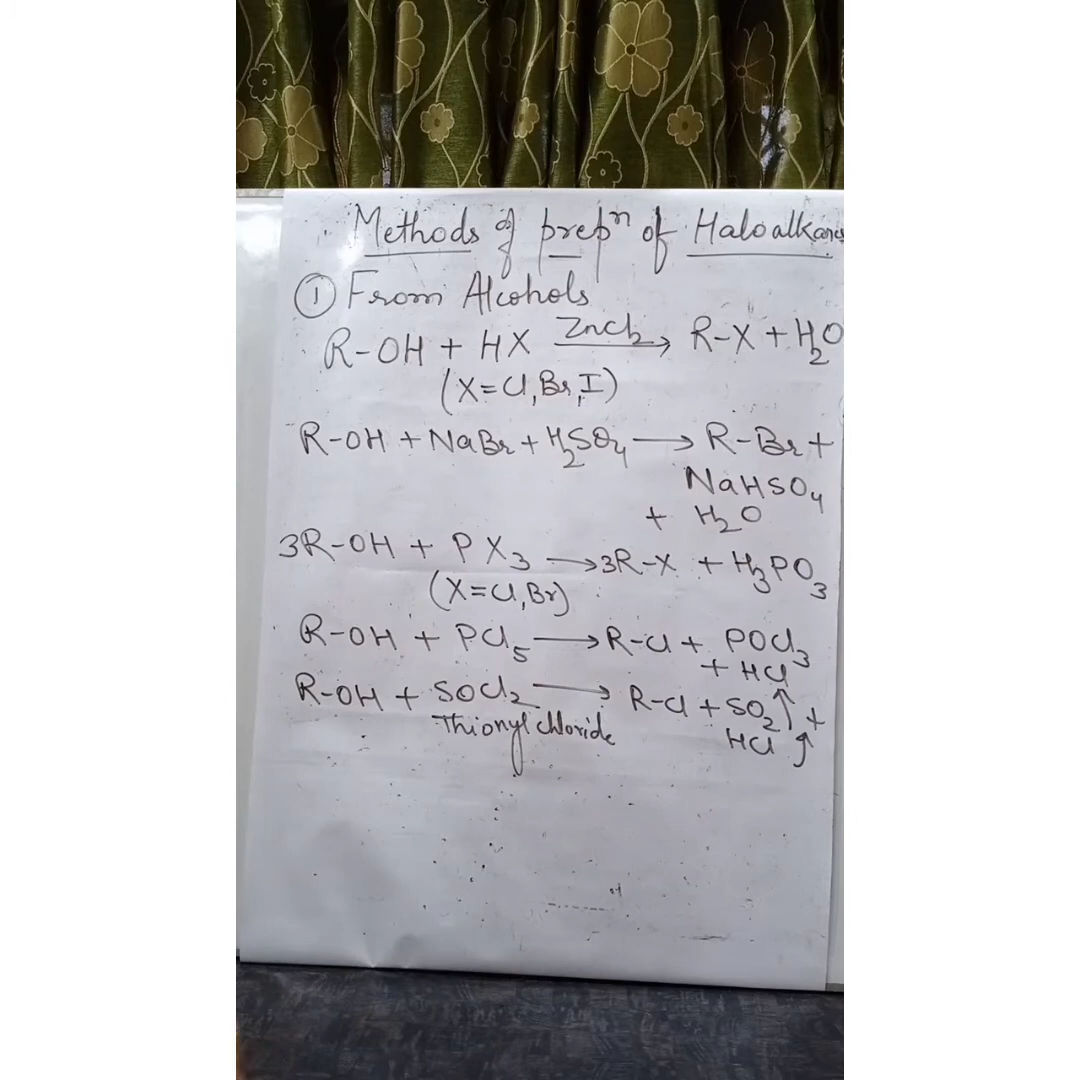 Methods of prepⁿ of Haloalkanes
① From Alcohols
R-OH + HX ZnCl₂ → R-X + H₂O
(X=Cl, Br, I)
R-OH + NaBr + H₂SO₄ → R-Br +
NaHSO₄
+ H₂O
3R-OH + PX₃ → 3R-X + H₃PO₃
(X=Cl, Br)
R-OH + PCl₅ → R-Cl + POCl₃
+ HCl
R-OH + SOCl₂ → R-Cl + SO₂↑ +
Thionyl chloride HCl ↑